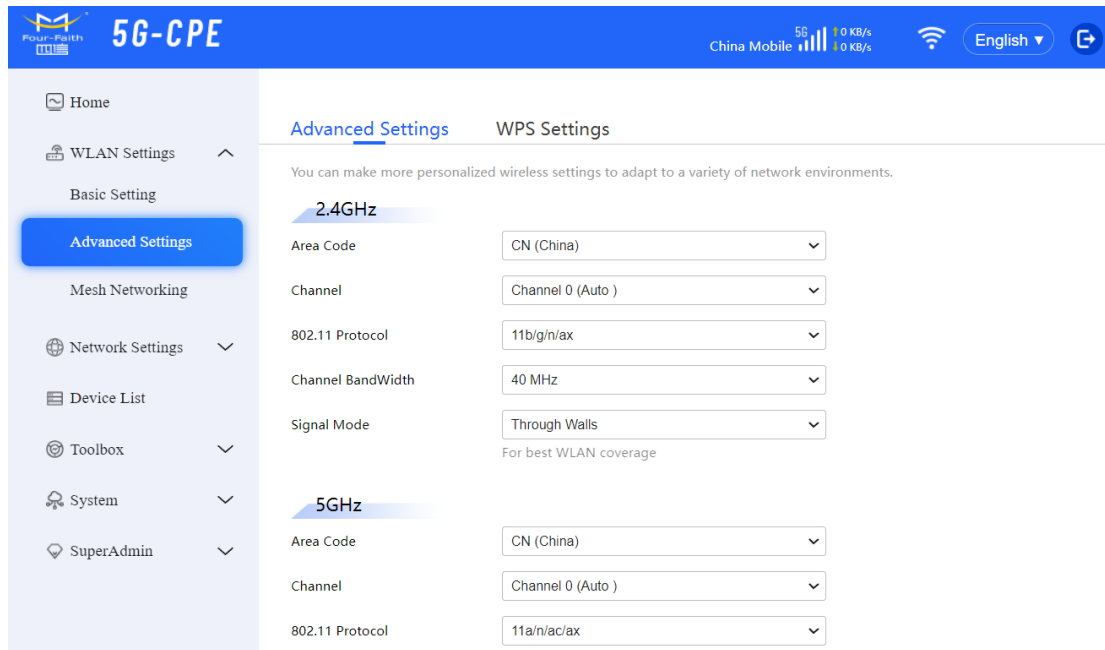 Four-Faith
四信
5G-CPE
China Mobile
5G
0 KB/s
0 KB/s
English
Home
WLAN Settings
Basic Setting
Advanced Settings
Mesh Networking
Network Settings
Device List
Toolbox
System
SuperAdmin
Advanced Settings
WPS Settings
You can make more personalized wireless settings to adapt to a variety of network environments.
2.4GHz
Area Code
CN (China)
Channel
Channel 0 (Auto )
802.11 Protocol
11b/g/n/ax
Channel BandWidth
40 MHz
Signal Mode
Through Walls
For best WLAN coverage
5GHz
Area Code
CN (China)
Channel
Channel 0 (Auto )
802.11 Protocol
11a/n/ac/ax